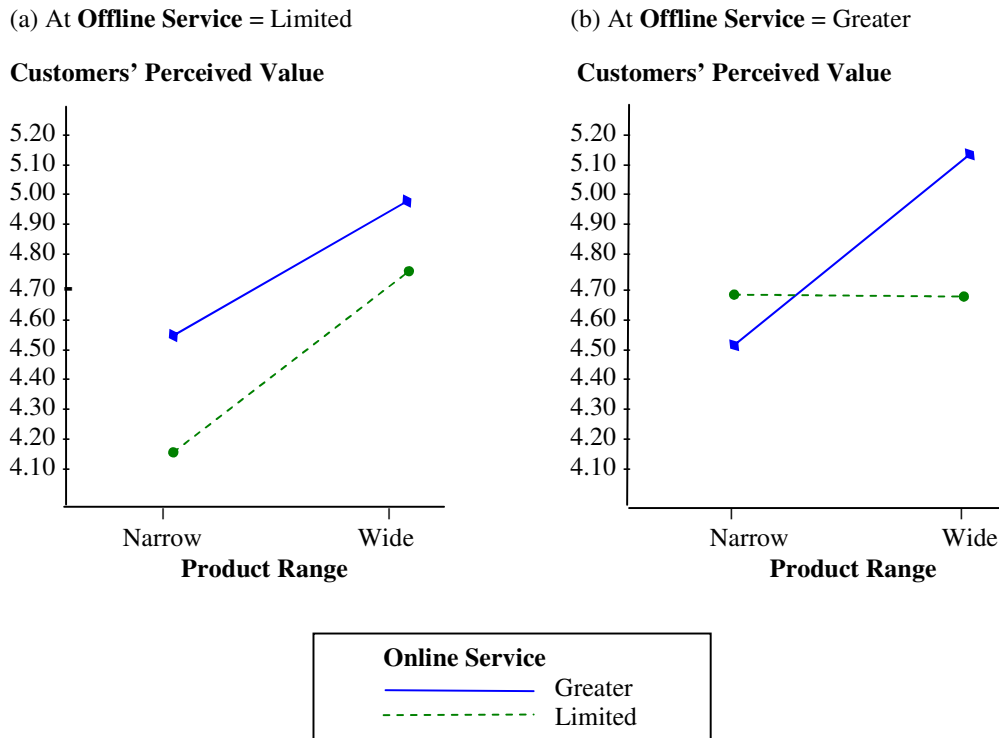 (a) At Offline Service = Limited
Customers’ Perceived Value
5.20
5.10
5.00
4.90
4.80
4.70
4.60
4.50
4.40
4.30
4.20
4.10
Narrow Wide
Product Range
(b) At Offline Service = Greater
Customers’ Perceived Value
5.20
5.10
5.00
4.90
4.80
4.70
4.60
4.50
4.40
4.30
4.20
4.10
Narrow Wide
Product Range
Online Service
Greater
Limited